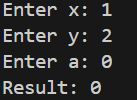 Enter x: 1
Enter y: 2
Enter a: 0
Result: 0